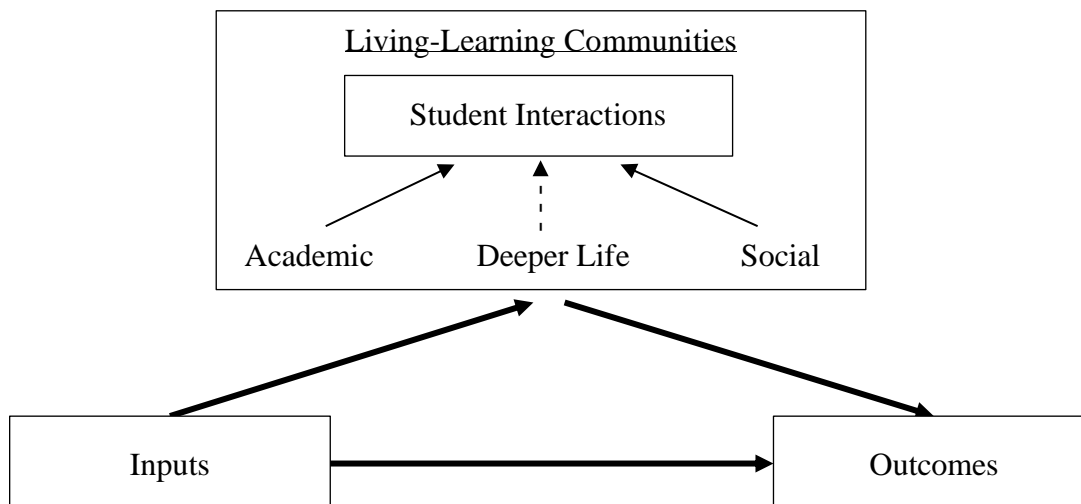 Living-Learning Communities
Student Interactions
Academic Deeper Life Social
Inputs Outcomes